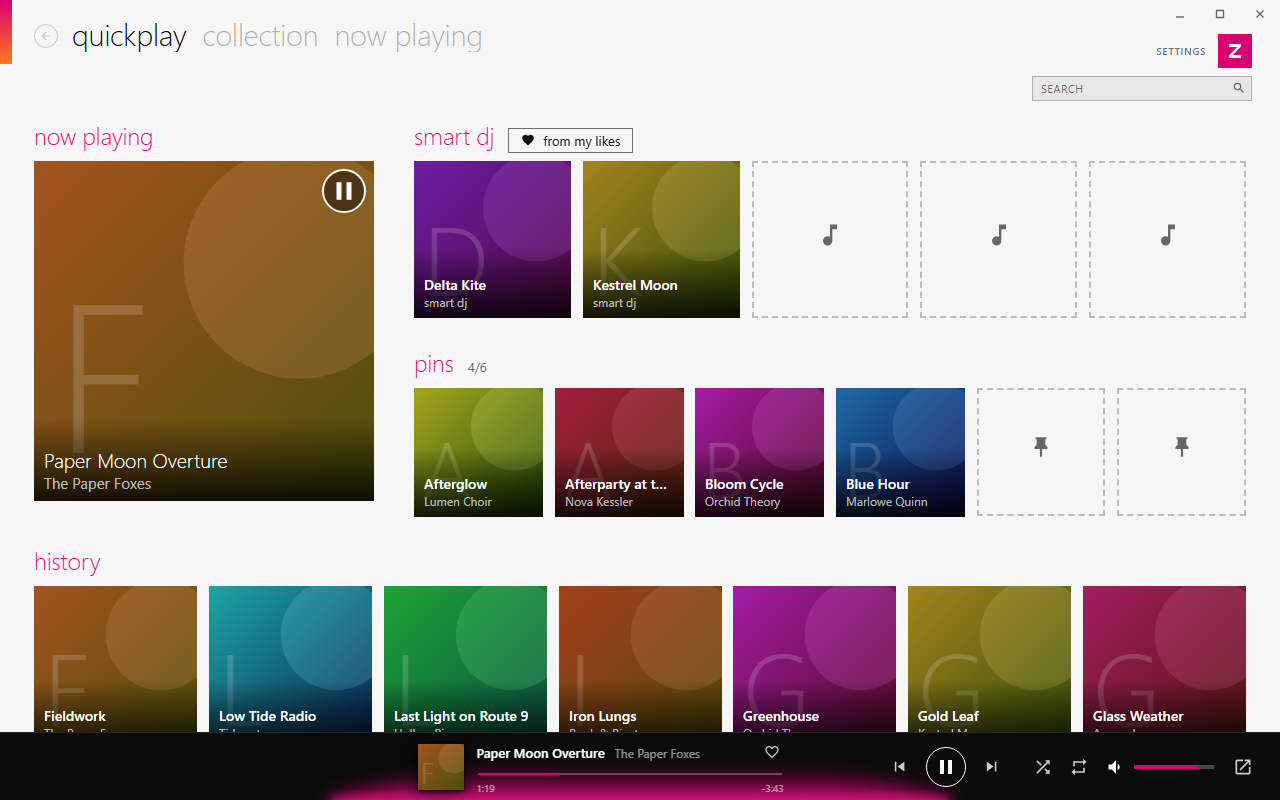 quickplay collection now playing
SETTINGS
Z
SEARCH
now playing
smart dj
from my likes
F
Paper Moon Overture
The Paper Foxes
D
Delta Kite
smart dj
K
Kestrel Moon
smart dj
pins 4/6
A
Afterglow
Lumen Choir
A
Afterparty at t...
Nova Kessler
B
Bloom Cycle
Orchid Theory
B
Blue Hour
Marlowe Quinn
history
F
Fieldwork
L
Low Tide Radio
L
Last Light on Route 9
I
Iron Lungs
G
Greenhouse
G
Gold Leaf
G
Glass Weather
F
Paper Moon Overture The Paper Foxes
1:19
-3:43